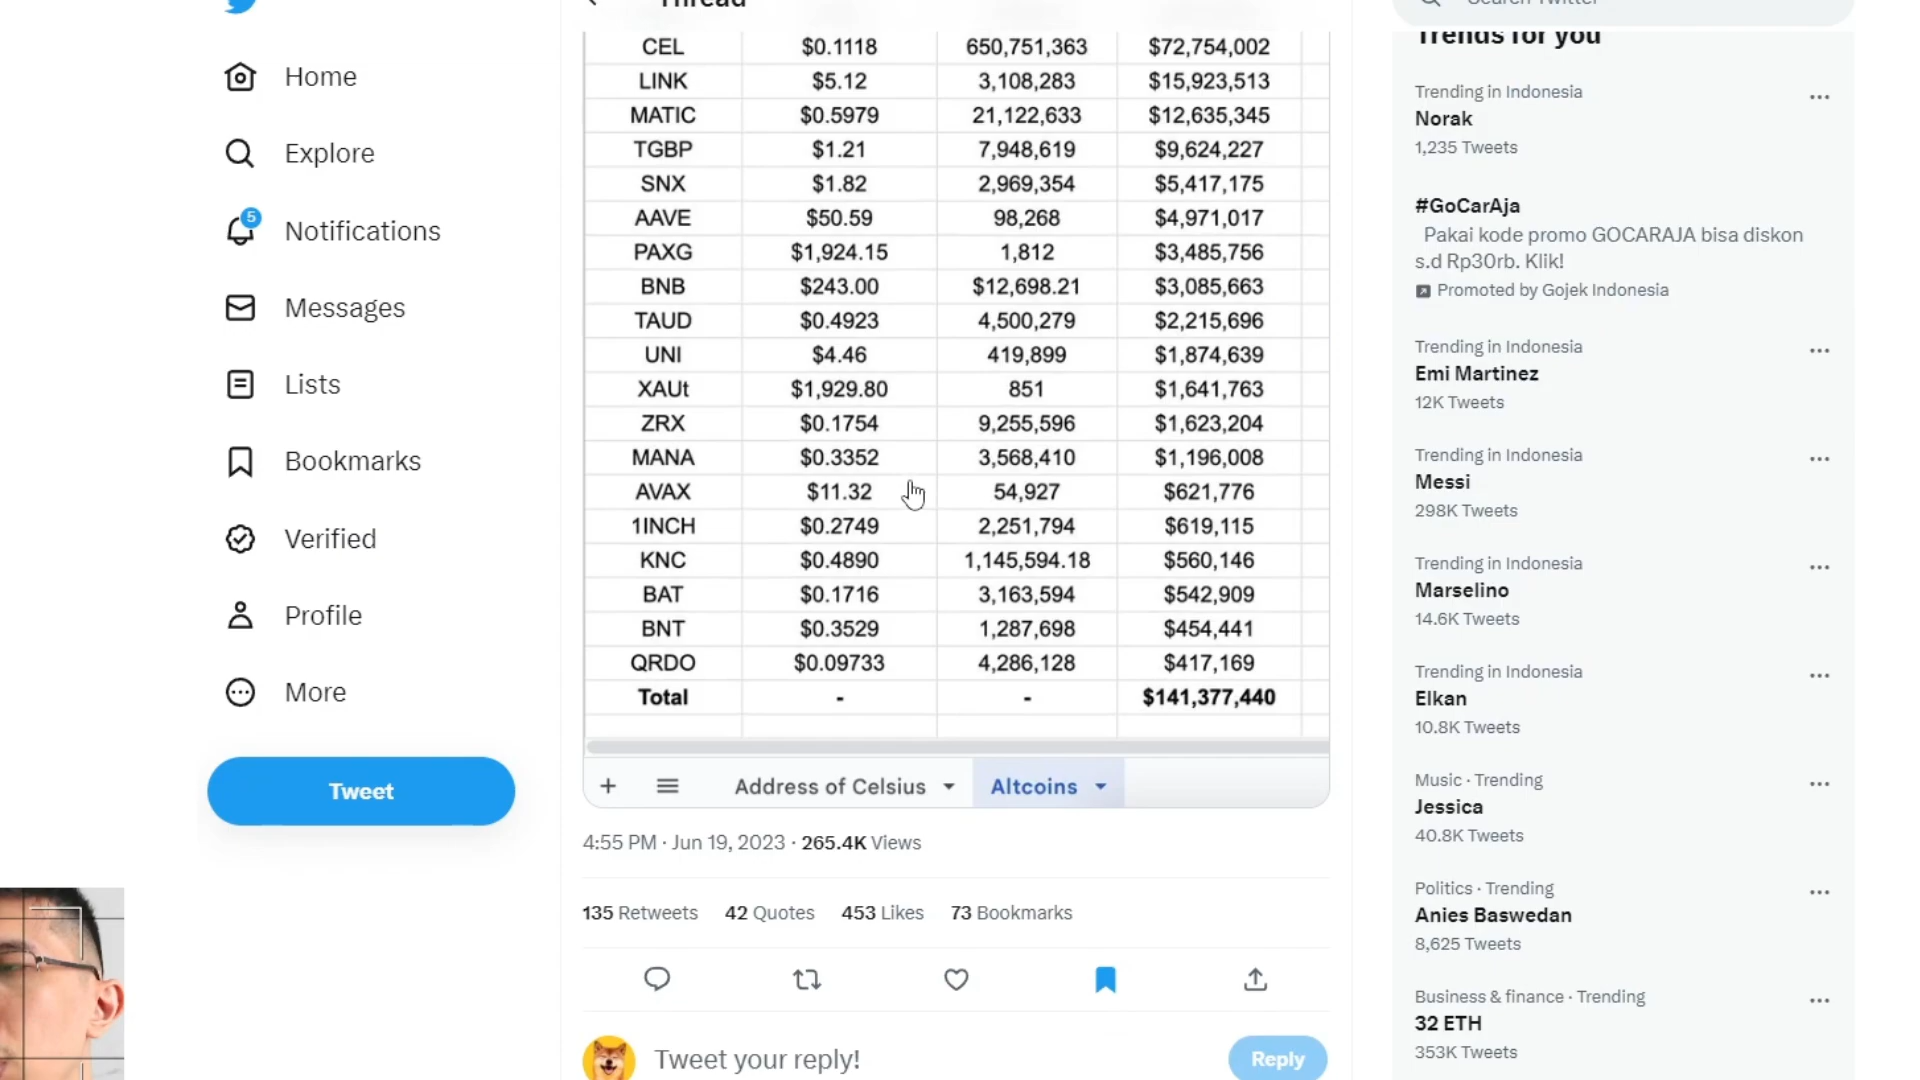 Home
Explore
5
Notifications
Messages
Lists
Bookmarks
Verified
Profile
More
Tweet
Thread
CEL $0.1118 650,751,363 $72,754,002
LINK $5.12 3,108,283 $15,923,513
MATIC $0.5979 21,122,633 $12,635,345
TGBP $1.21 7,948,619 $9,624,227
SNX $1.82 2,969,354 $5,417,175
AAVE $50.59 98,268 $4,971,017
PAXG $1,924.15 1,812 $3,485,756
BNB $243.00 $12,698.21 $3,085,663
TAUD $0.4923 4,500,279 $2,215,696
UNI $4.46 419,899 $1,874,639
XAUt $1,929.80 851 $1,641,763
ZRX $0.1754 9,255,596 $1,623,204
MANA $0.3352 3,568,410 $1,196,008
AVAX $11.32 54,927 $621,776
1INCH $0.2749 2,251,794 $619,115
KNC $0.4890 1,145,594.18 $560,146
BAT $0.1716 3,163,594 $542,909
BNT $0.3529 1,287,698 $454,441
QRDO $0.09733 4,286,128 $417,169
Total - - $141,377,440
+ Address of Celsius Altcoins
4:55 PM · Jun 19, 2023 · 265.4K Views
135 Retweets 42 Quotes 453 Likes 73 Bookmarks
Tweet your reply!
Reply
Search Twitter
Trends for you
Trending in Indonesia
Norak
1,235 Tweets
#GoCarAja
Pakai kode promo GOCARAJA bisa diskon
s.d Rp30rb. Klik!
Promoted by Gojek Indonesia
Trending in Indonesia
Emi Martinez
12K Tweets
Trending in Indonesia
Messi
298K Tweets
Trending in Indonesia
Marselino
14.6K Tweets
Trending in Indonesia
Elkan
10.8K Tweets
Music · Trending
Jessica
40.8K Tweets
Politics · Trending
Anies Baswedan
8,625 Tweets
Business & finance · Trending
32 ETH
353K Tweets